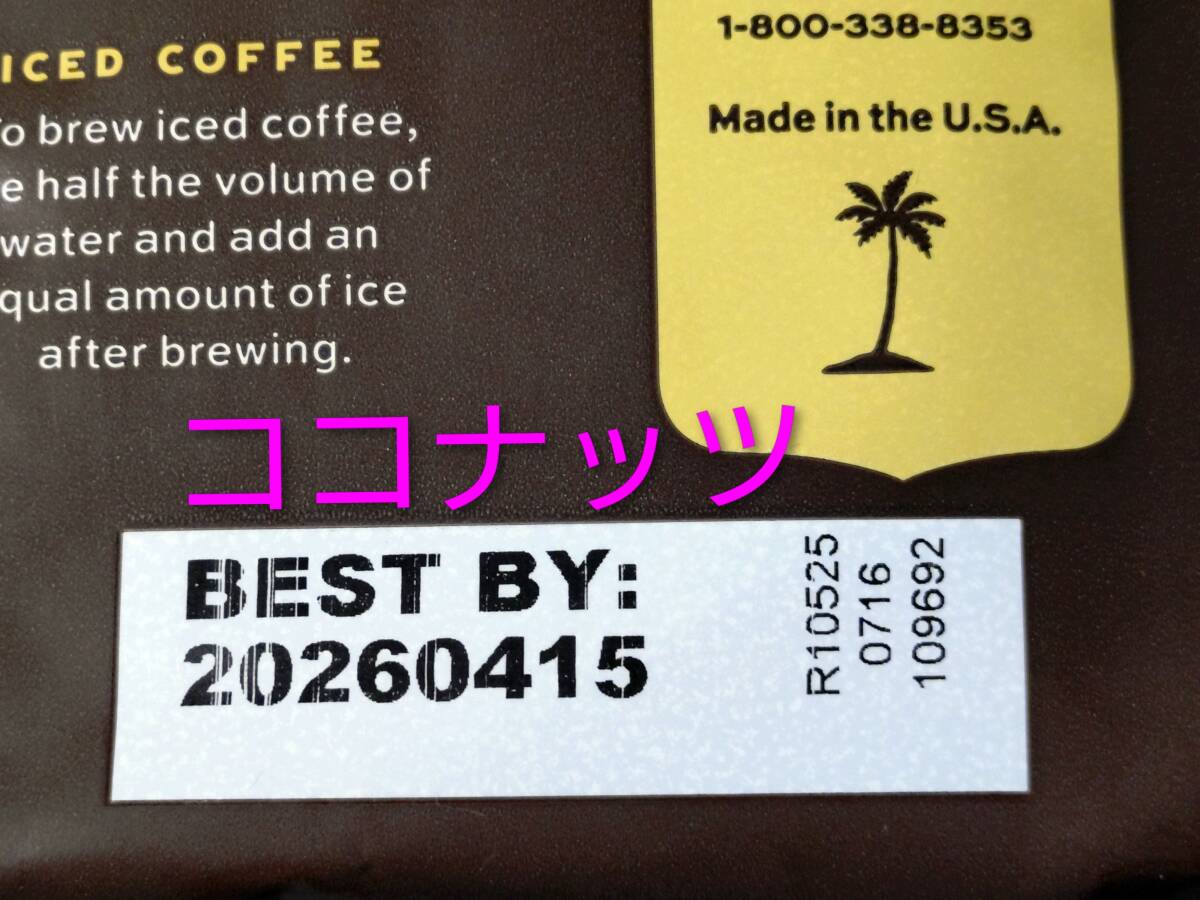 ICED COFFEE
o brew iced coffee,
e half the volume of
water and add an
qual amount of ice
after brewing.
1-800-338-8353
Made in the U.S.A.
ココナッツ
BEST BY:
20260415
R10525
0716
109692